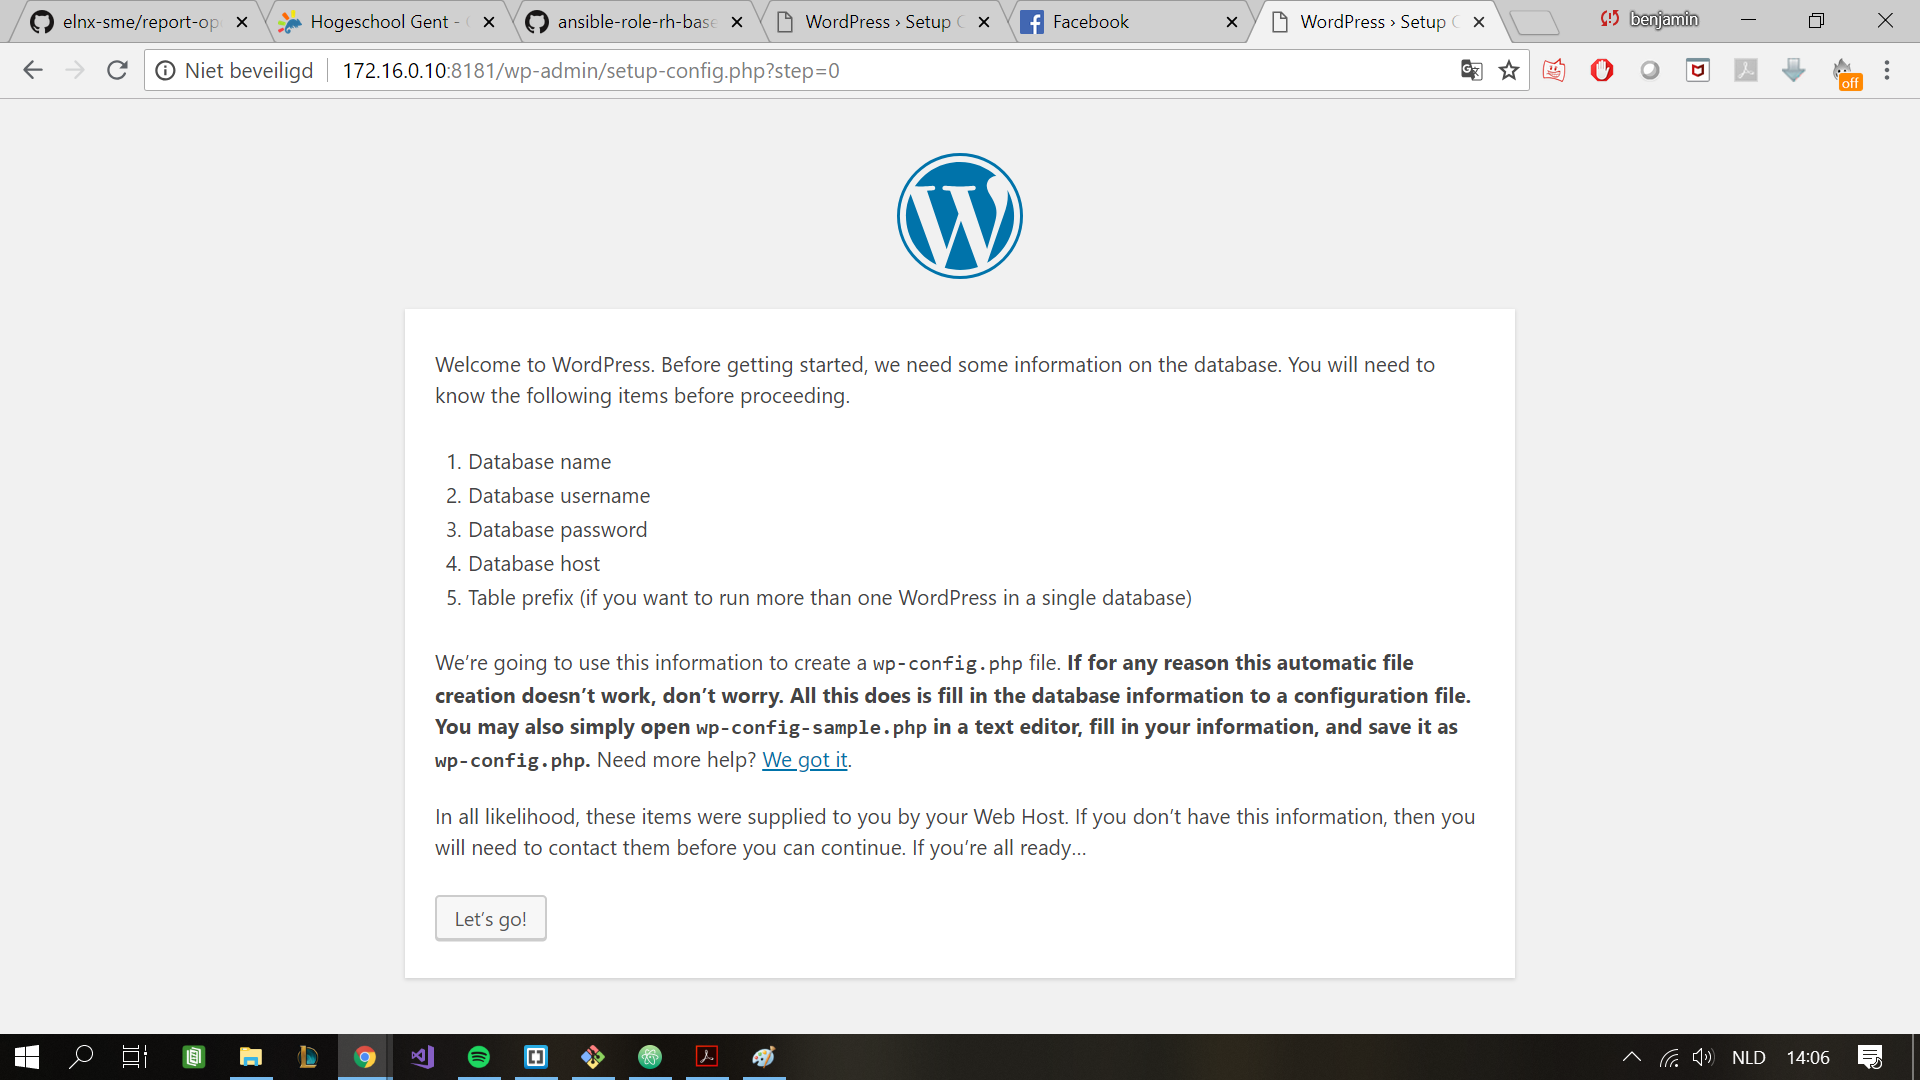 elnx-sme/report-op
Hogeschool Gent -
ansible-role-rh-base
WordPress › Setup
Facebook
WordPress › Setup
benjamin
Niet beveiligd
172.16.0.10:8181/wp-admin/setup-config.php?step=0
off
Welcome to WordPress. Before getting started, we need some information on the database. You will need to
know the following items before proceeding.
1. Database name
2. Database username
3. Database password
4. Database host
5. Table prefix (if you want to run more than one WordPress in a single database)
We’re going to use this information to create a wp-config.php file. If for any reason this automatic file
creation doesn’t work, don’t worry. All this does is fill in the database information to a configuration file.
You may also simply open wp-config-sample.php in a text editor, fill in your information, and save it as
wp-config.php. Need more help? We got it.
In all likelihood, these items were supplied to you by your Web Host. If you don’t have this information, then you
will need to contact them before you can continue. If you’re all ready…
Let’s go!
NLD
14:06